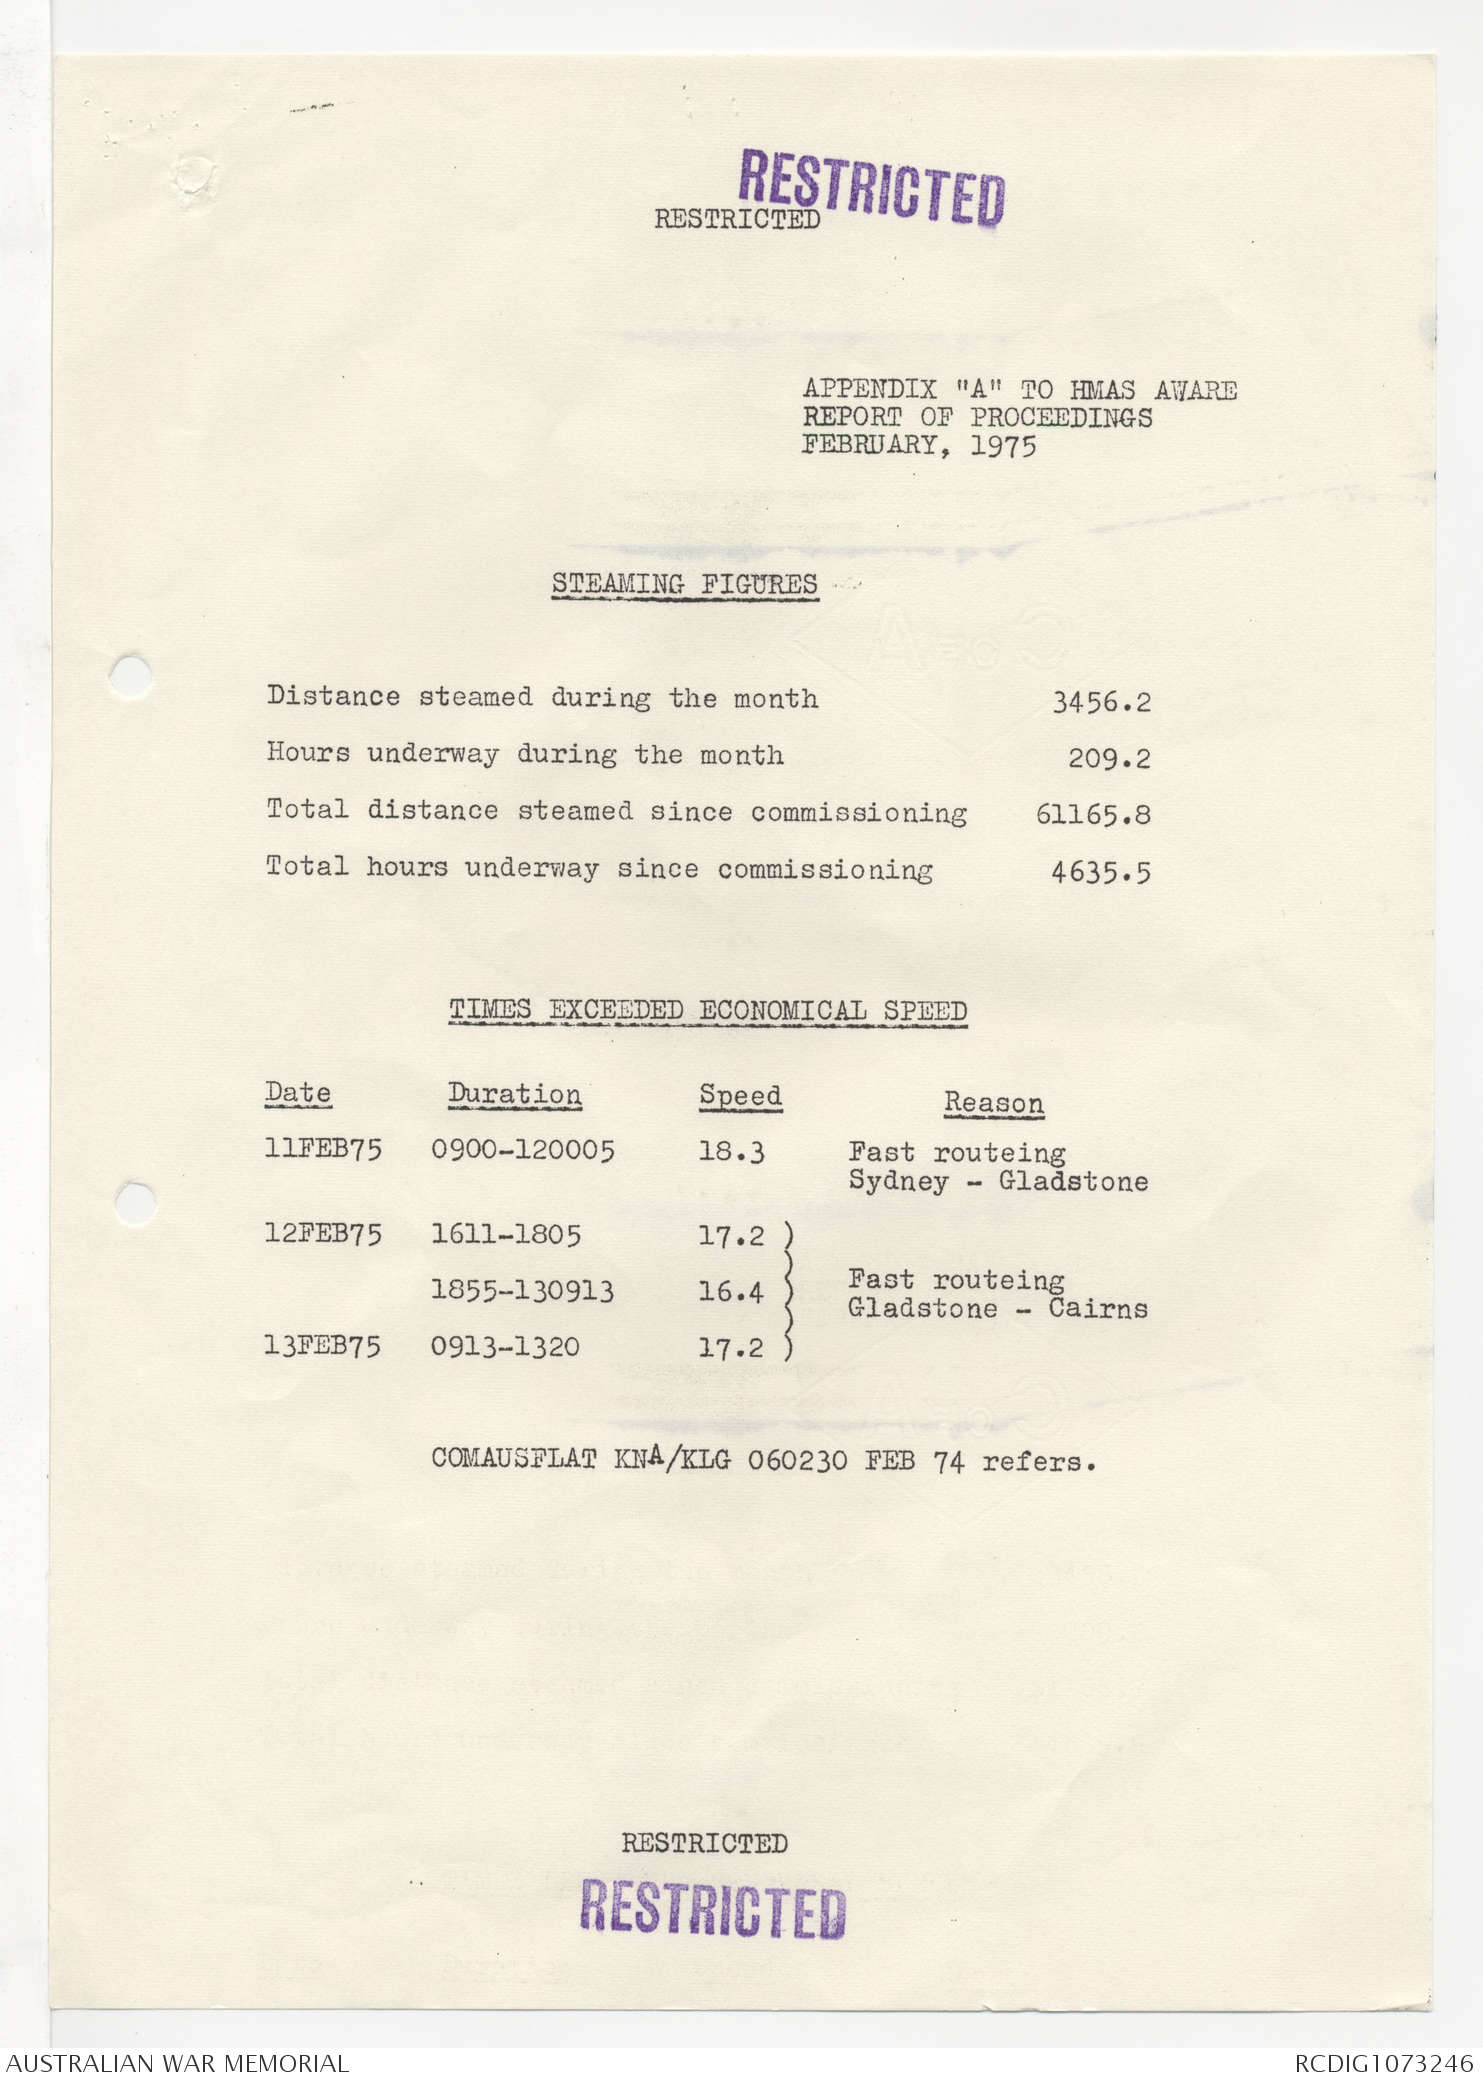 RESTRICTED
RESTRICTED
APPENDIX "A" TO HMAS AWARE
REPORT OF PROCEEDINGS
FEBRUARY, 1975
STEAMING FIGURES
Distance steamed during the month 3456.2
Hours underway during the month 209.2
Total distance steamed since commissioning 61165.8
Total hours underway since commissioning 4635.5
TIMES EXCEEDED ECONOMICAL SPEED
Date Duration Speed Reason
11FEB75 0900-120005 18.3 Fast routeing
Sydney - Gladstone
12FEB75 1611-1805 17.2 )
1855-130913 16.4 ) Fast routeing
Gladstone - Cairns
13FEB75 0913-1320 17.2 )
COMAUSFLAT KNA/KLG 060230 FEB 74 refers.
RESTRICTED
RESTRICTED
AUSTRALIAN WAR MEMORIAL RCDIG1073246